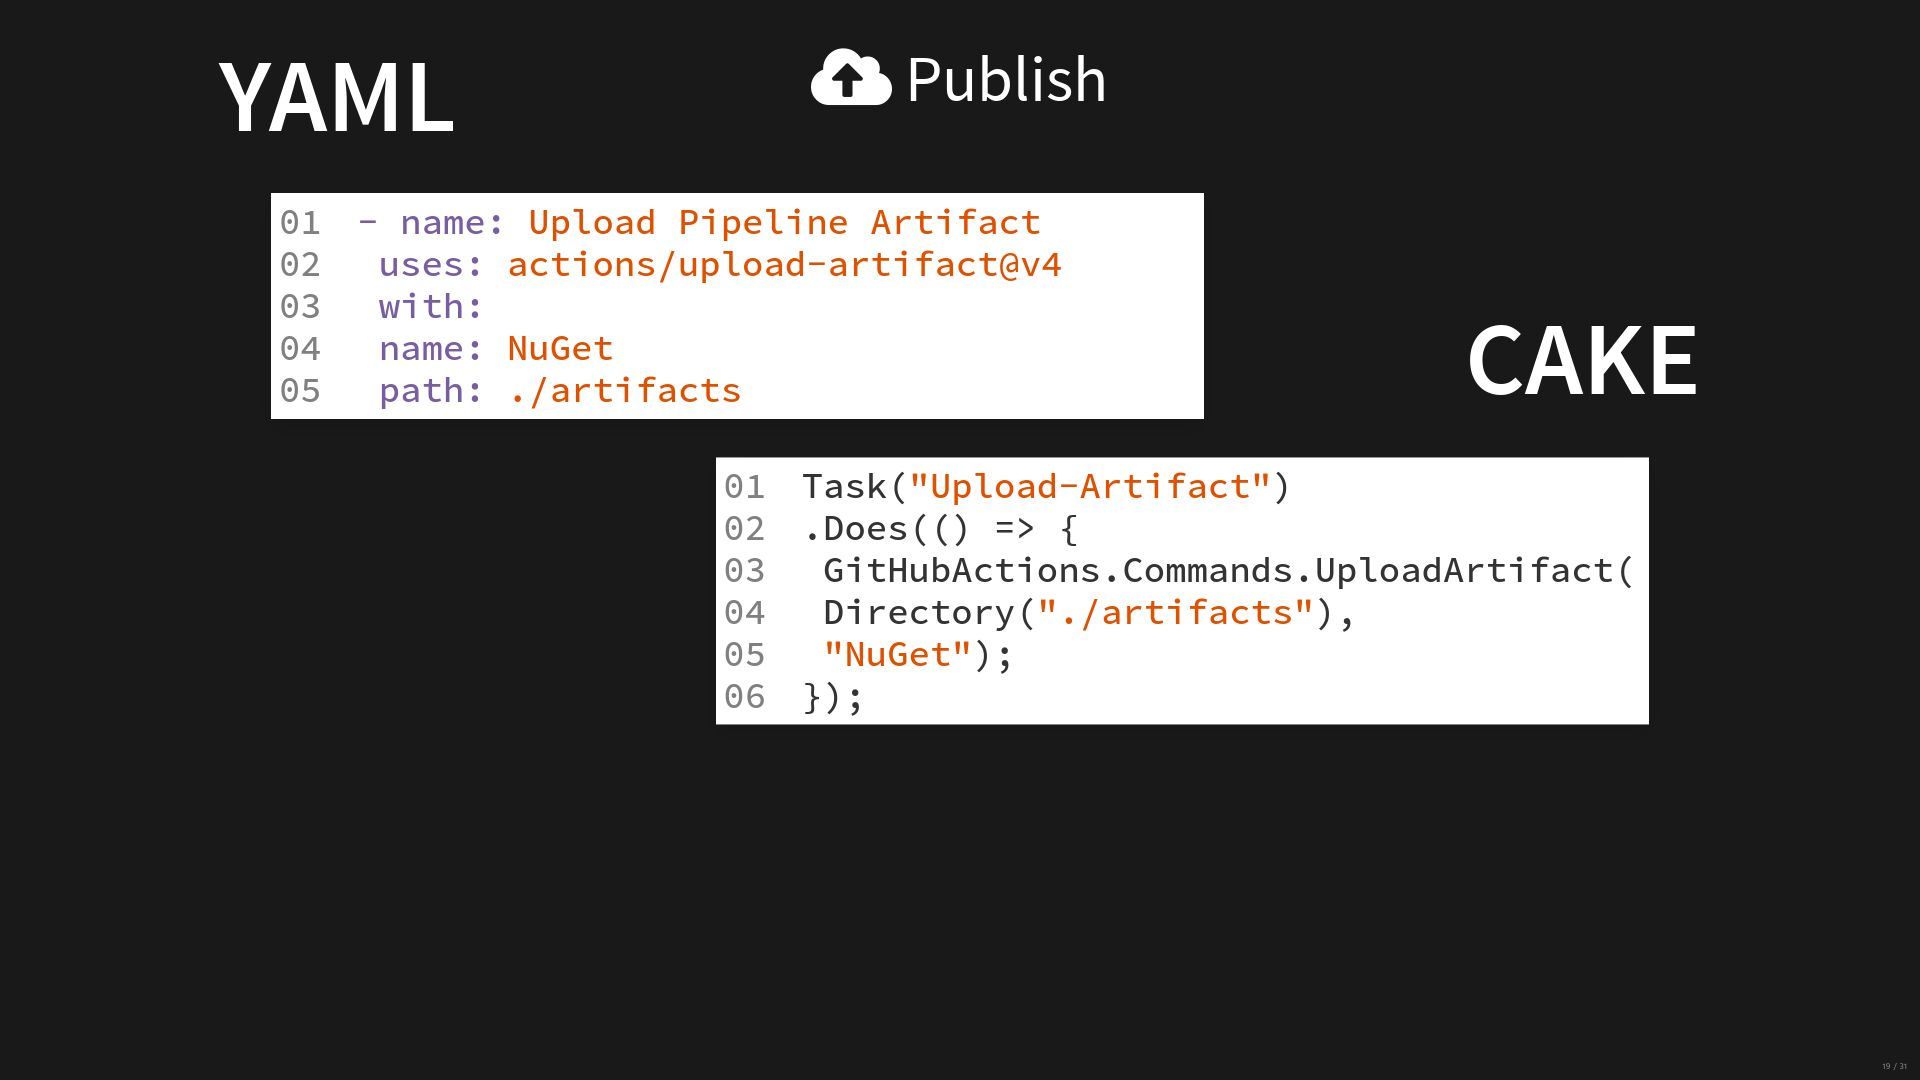 YAML
Publish
01 - name: Upload Pipeline Artifact
02 uses: actions/upload-artifact@v4
03 with:
04 name: NuGet
05 path: ./artifacts
CAKE
01 Task("Upload-Artifact")
02 .Does(() => {
03 GitHubActions.Commands.UploadArtifact(
04 Directory("./artifacts"),
05 "NuGet");
06 });
19 / 31